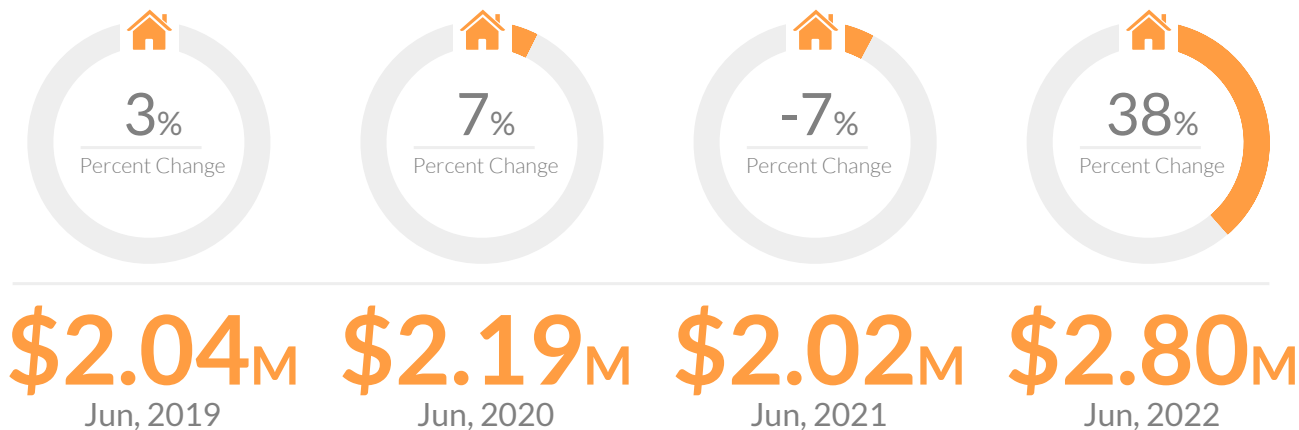 3%
Percent Change
$2.04M
Jun, 2019
7%
Percent Change
$2.19M
Jun, 2020
-7%
Percent Change
$2.02M
Jun, 2021
38%
Percent Change
$2.80M
Jun, 2022